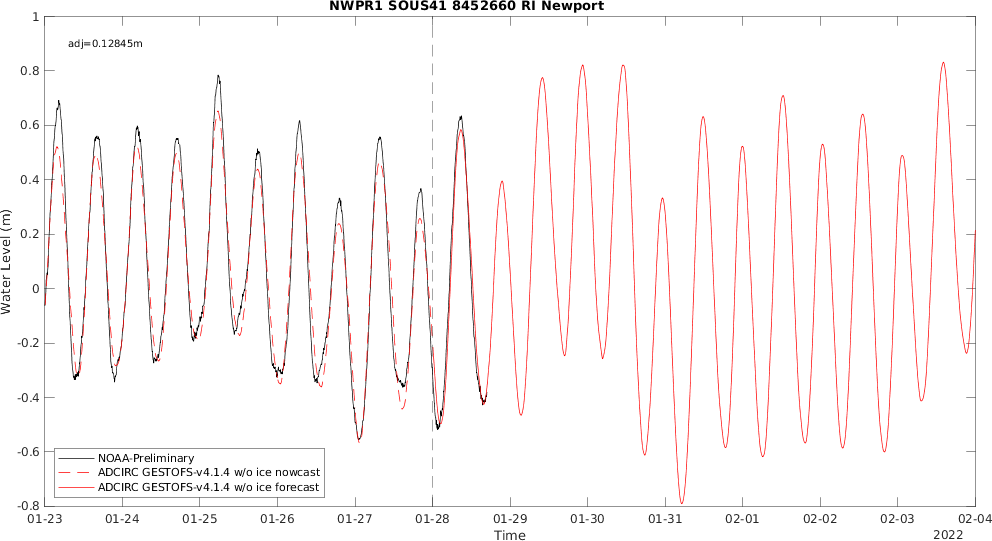 NWPR1 SOUS41 8452660 RI Newport
adj=0.12845m
1
0.8
0.6
0.4
0.2
0
-0.2
-0.4
-0.6
-0.8
Water Level (m)
NOAA-Preliminary
ADCIRC GESTOFS-v4.1.4 w/o ice nowcast
ADCIRC GESTOFS-v4.1.4 w/o ice forecast
01-23 01-24 01-25 01-26 01-27 01-28 01-29 01-30 01-31 02-01 02-02 02-03 02-04
Time
2022